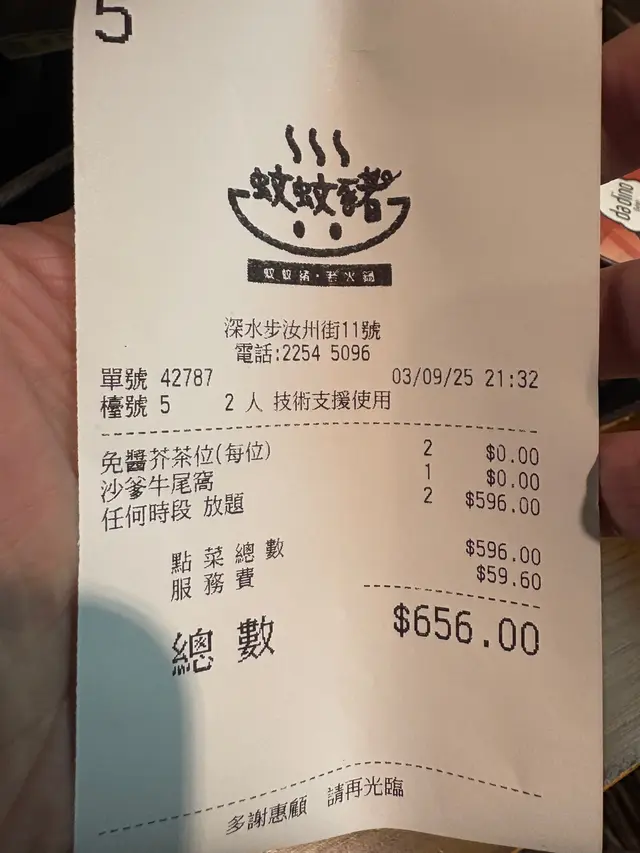 5
蚊蚊豬
蚊蚊豬·老火鍋
深水步汝州街11號
電話:2254 5096
單號 42787 03/09/25 21:32
檯號 5 2 人 技術支援使用
免醬芥茶位(每位) 2 $0.00
沙爹牛尾窩 1 $0.00
任何時段 放題 2 $596.00
點菜總數 $596.00
服務費 $59.60
總數 $656.00
多謝惠顧 請再光臨
dadino